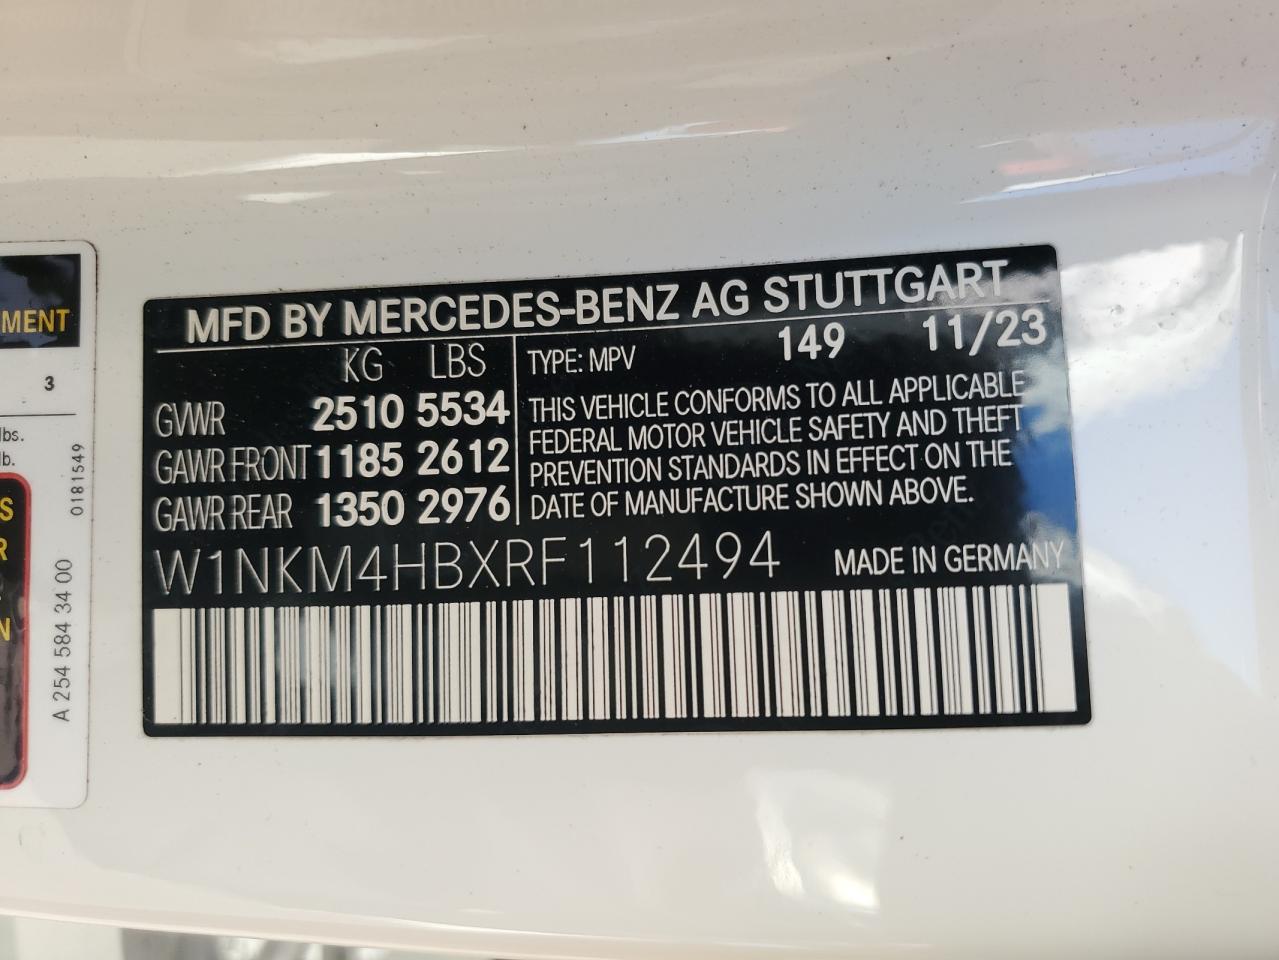 MENT
3
lbs.
lb.
S
R
N
0181549
A 254 584 34 00
MFD BY MERCEDES-BENZ AG STUTTGART
KG LBS
GVWR 2510 5534
GAWR FRONT 1185 2612
GAWR REAR 1350 2976
TYPE: MPV 149 11/23
THIS VEHICLE CONFORMS TO ALL APPLICABLE
FEDERAL MOTOR VEHICLE SAFETY AND THEFT
PREVENTION STANDARDS IN EFFECT ON THE
DATE OF MANUFACTURE SHOWN ABOVE.
W1NKM4HBXRF112494 MADE IN GERMANY